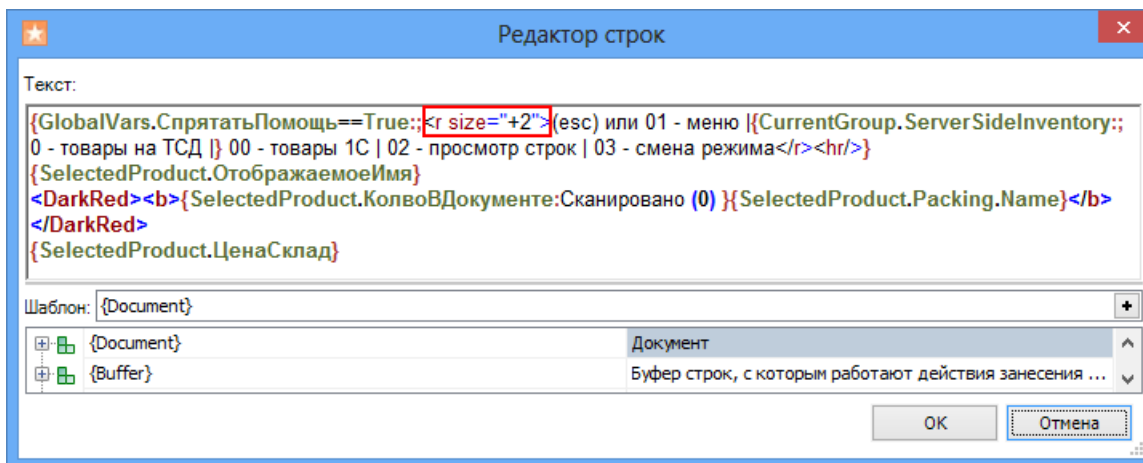 Редактор строк
Текст:
{GlobalVars.СпрятатьПомощь==True:;<r size="+2">(esc) или 01 - меню |{CurrentGroup.ServerSideInventory:;
0 - товары на ТСД |} 00 - товары 1С | 02 - просмотр строк | 03 - смена режима</r><hr/>}
{SelectedProduct.ОтображаемоеИмя}
<DarkRed><b>{SelectedProduct.КолвоВДокументе:Сканировано (0) }{SelectedProduct.Packing.Name}</b>
</DarkRed>
{SelectedProduct.ЦенаСклад}
Шаблон: {Document}
{Document} Документ
{Buffer} Буфер строк, с которым работают действия занесения ...
ОК Отмена